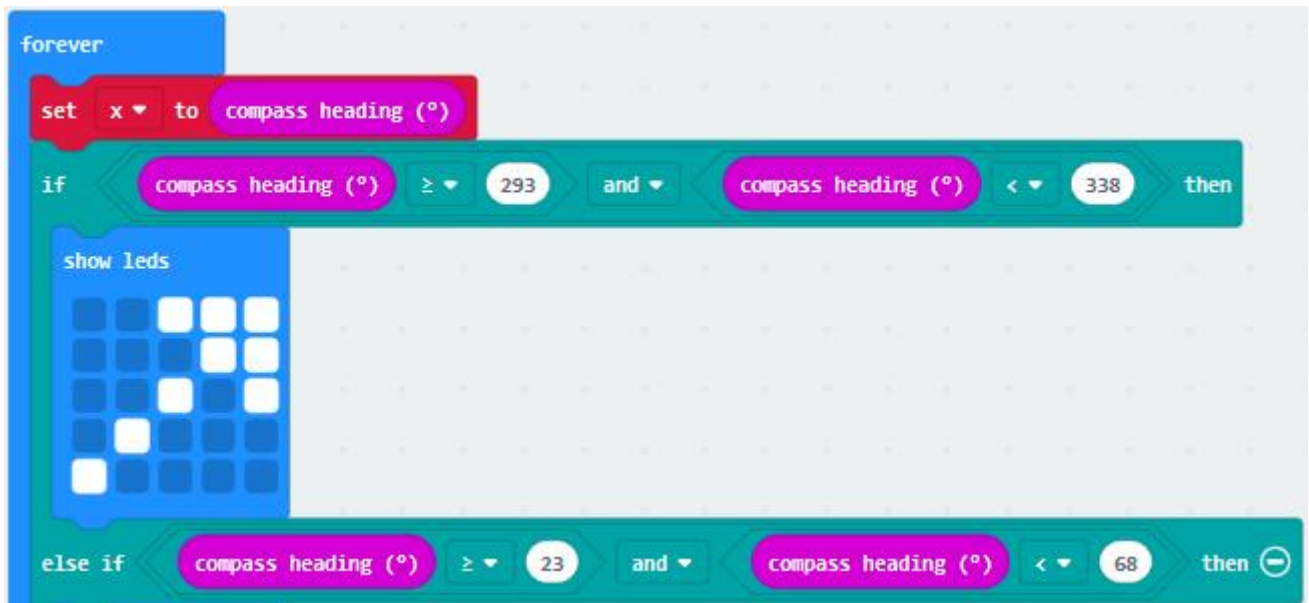 forever
set x to compass heading (°)
if compass heading (°) ≥ 293 and compass heading (°) < 338 then
show leds
else if compass heading (°) ≥ 23 and compass heading (°) < 68 then